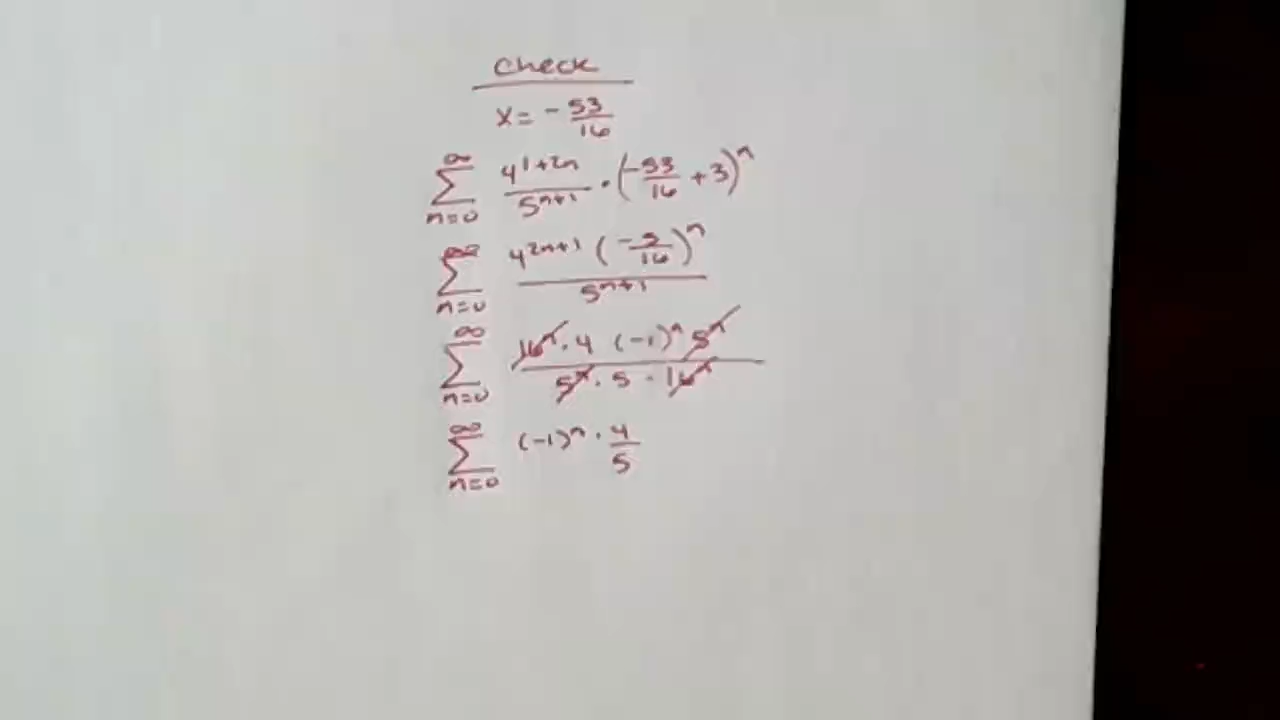 check
x = - 53/16
∞ Σ n=0 4^(1+2n) / 5^(n+1) · (-53/16 + 3)^n
∞ Σ n=0 4^(2n+1) (-5/16)^n / 5^(n+1)
∞ Σ n=0 16^n · 4 (-1)^n 5^n / 5^n · 5 · 16^n
∞ Σ n=0 (-1)^n · 4/5